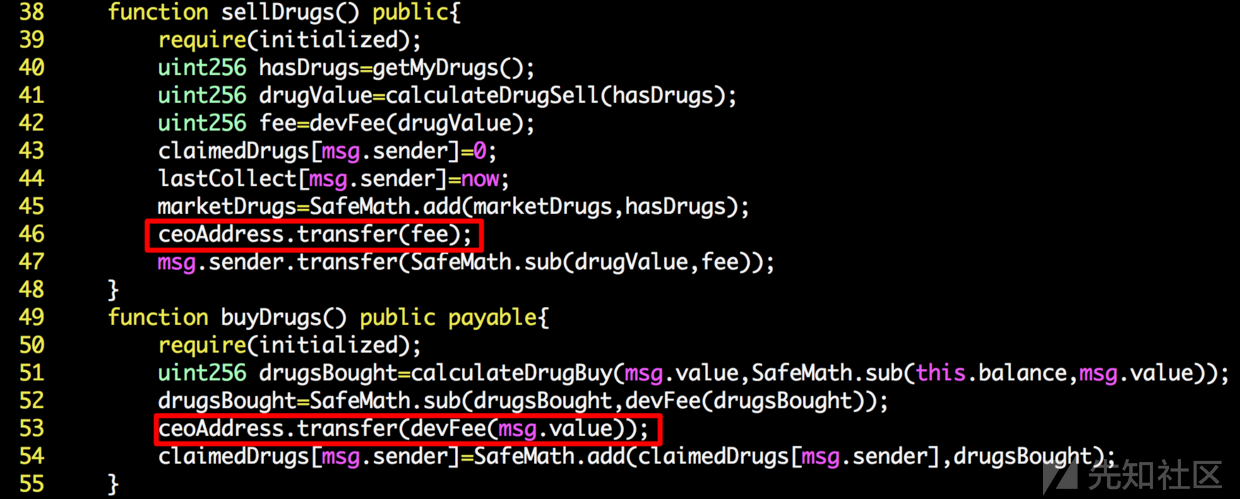 38 function sellDrugs() public{
39 require(initialized);
40 uint256 hasDrugs=getMyDrugs();
41 uint256 drugValue=calculateDrugSell(hasDrugs);
42 uint256 fee=devFee(drugValue);
43 claimedDrugs[msg.sender]=0;
44 lastCollect[msg.sender]=now;
45 marketDrugs=SafeMath.add(marketDrugs,hasDrugs);
46 ceoAddress.transfer(fee);
47 msg.sender.transfer(SafeMath.sub(drugValue,fee));
48 }
49 function buyDrugs() public payable{
50 require(initialized);
51 uint256 drugsBought=calculateDrugBuy(msg.value,SafeMath.sub(this.balance,msg.value));
52 drugsBought=SafeMath.sub(drugsBought,devFee(drugsBought));
53 ceoAddress.transfer(devFee(msg.value));
54 claimedDrugs[msg.sender]=SafeMath.add(claimedDrugs[msg.sender],drugsBought);
55 }
先知社区